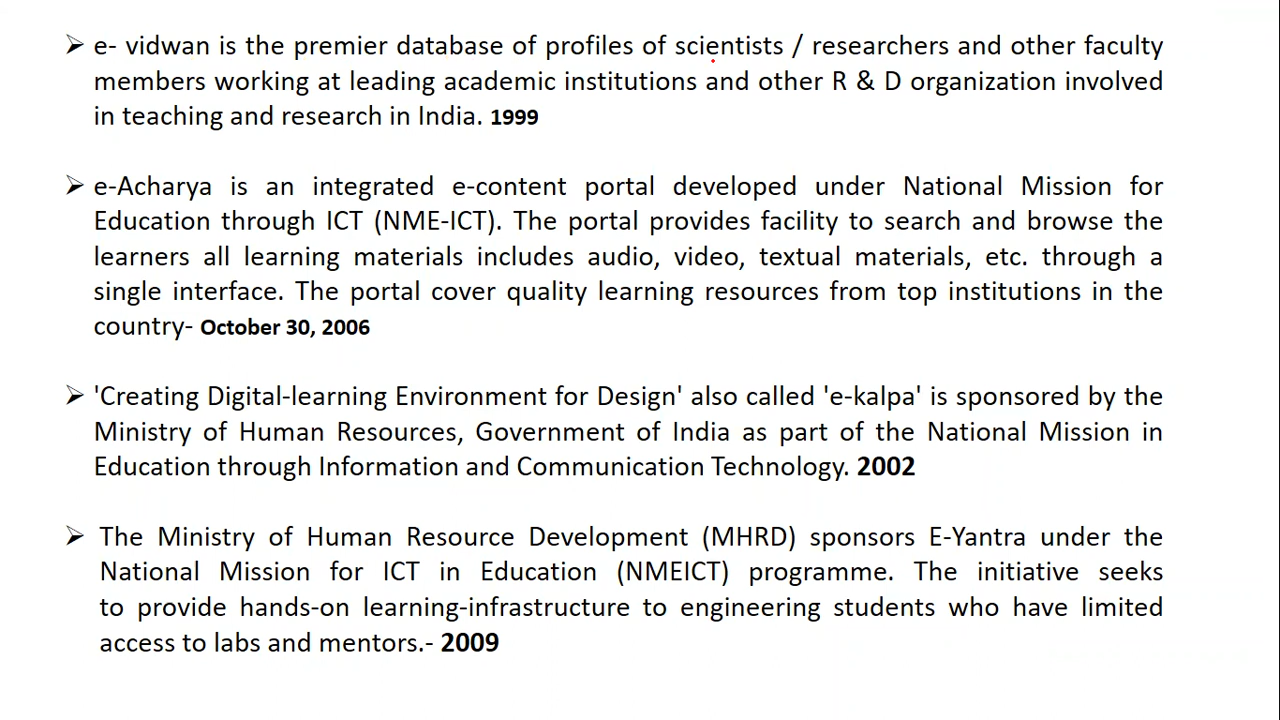 ➢ e- vidwan is the premier database of profiles of scientists / researchers and other faculty
members working at leading academic institutions and other R & D organization involved
in teaching and research in India. 1999
➢ e-Acharya is an integrated e-content portal developed under National Mission for
Education through ICT (NME-ICT). The portal provides facility to search and browse the
learners all learning materials includes audio, video, textual materials, etc. through a
single interface. The portal cover quality learning resources from top institutions in the
country- October 30, 2006
➢ 'Creating Digital-learning Environment for Design' also called 'e-kalpa' is sponsored by the
Ministry of Human Resources, Government of India as part of the National Mission in
Education through Information and Communication Technology. 2002
➢ The Ministry of Human Resource Development (MHRD) sponsors E-Yantra under the
National Mission for ICT in Education (NMEICT) programme. The initiative seeks
to provide hands-on learning-infrastructure to engineering students who have limited
access to labs and mentors.- 2009